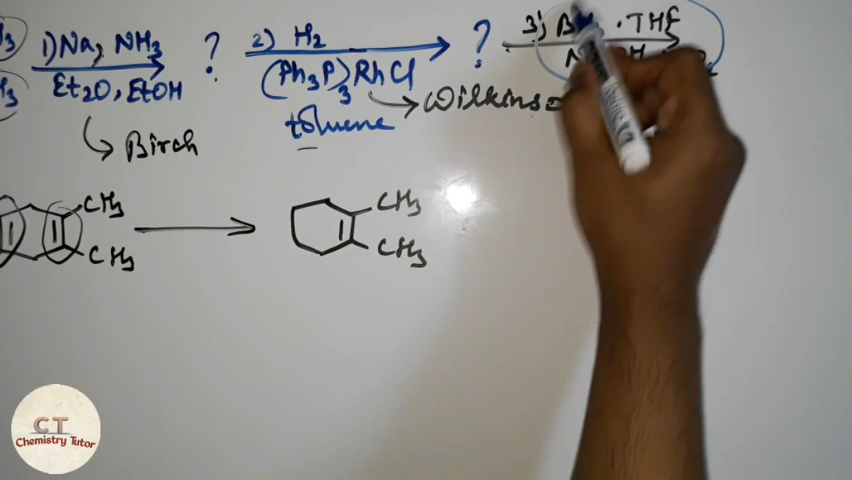 1) Na, NH3 ? 2) H2 ? 3) · THF
Et2O, EtOH (Ph3P)3RhCl
→ Birch toluene
CH3 CH3
CH3 CH3
CT
Chemistry Tutor